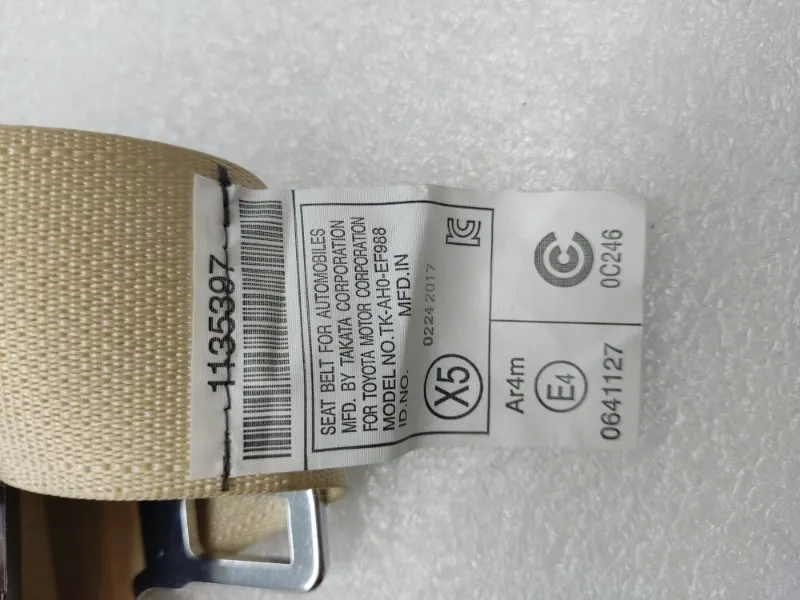 1135397
SEAT BELT FOR AUTOMOBILES
MFD. BY TAKATA CORPORATION
FOR TOYOTA MOTOR CORPORATION
MODEL NO.TK-AH0-EF988
ID.NO. MFD.IN
0224 2017
X5
Ar4m
E4
0641127
C
0C246